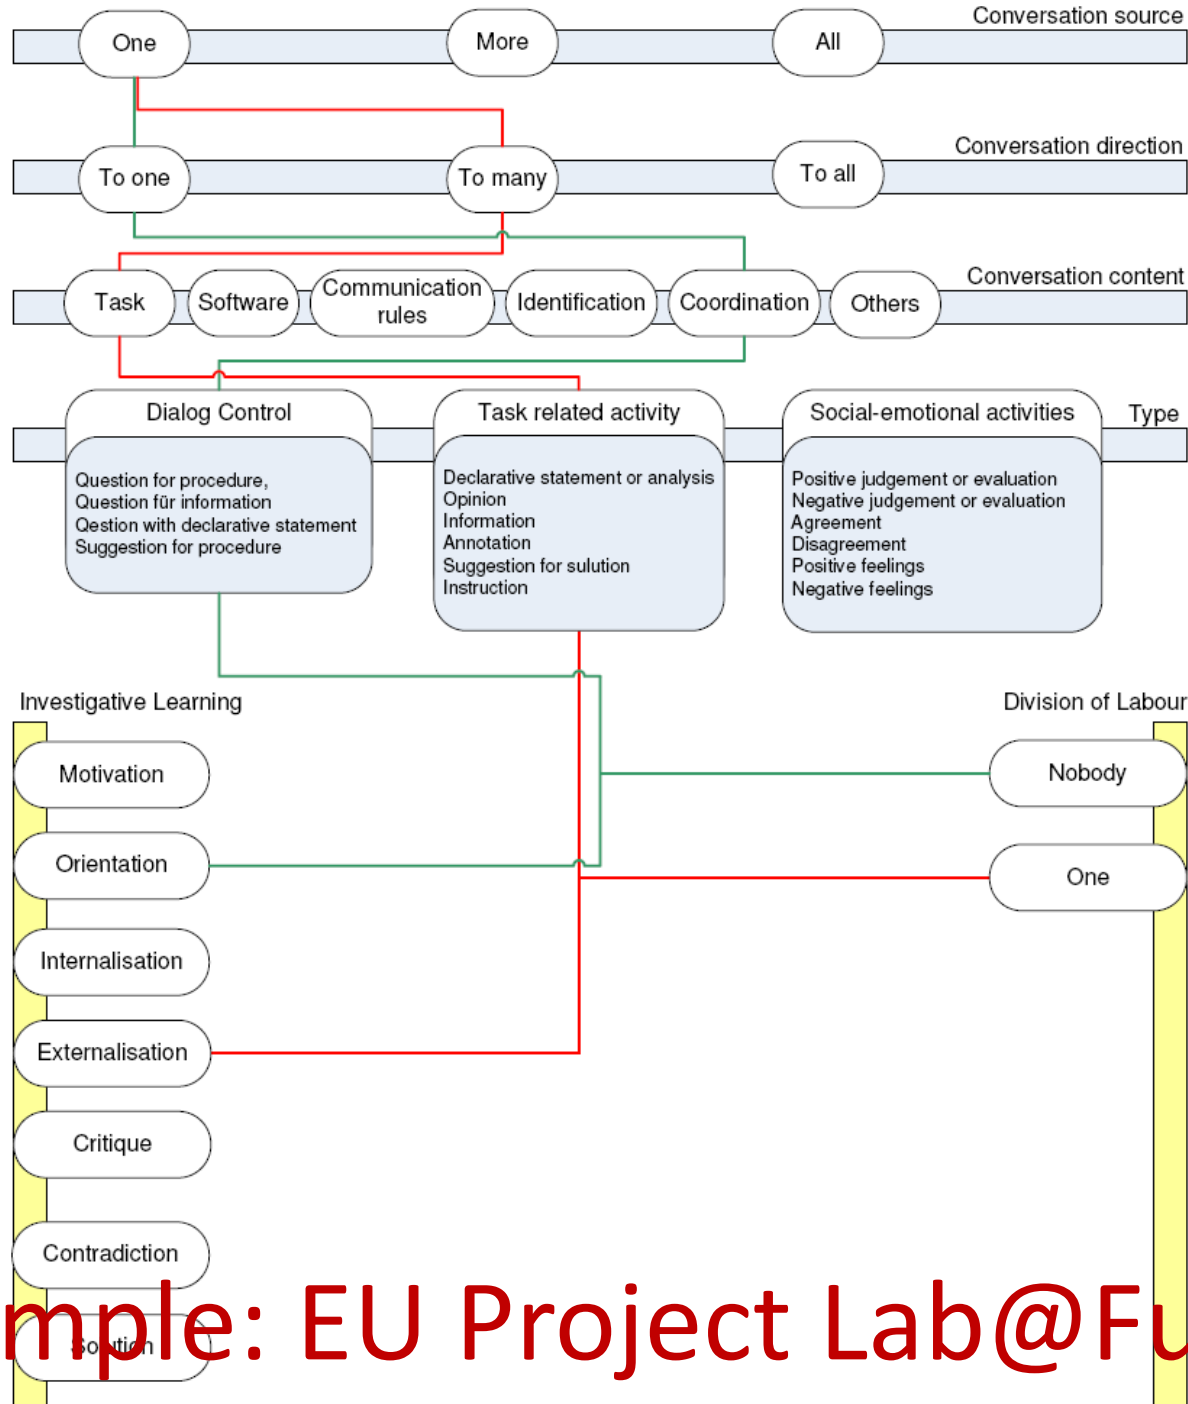 Conversation source
One
More
All
Conversation direction
To one
To many
To all
Conversation content
Task
Software
Communication
rules
Identification
Coordination
Others
Type
Dialog Control
Question for procedure,
Question für information
Qestion with declarative statement
Suggestion for procedure
Task related activity
Declarative statement or analysis
Opinion
Information
Annotation
Suggestion for sulution
Instruction
Social-emotional activities
Positive judgement or evaluation
Negative judgement or evaluation
Agreement
Disagreement
Positive feelings
Negative feelings
Investigative Learning
Motivation
Orientation
Internalisation
Externalisation
Critique
Contradiction
Solution
Division of Labour
Nobody
One
mple: EU Project Lab@Fu